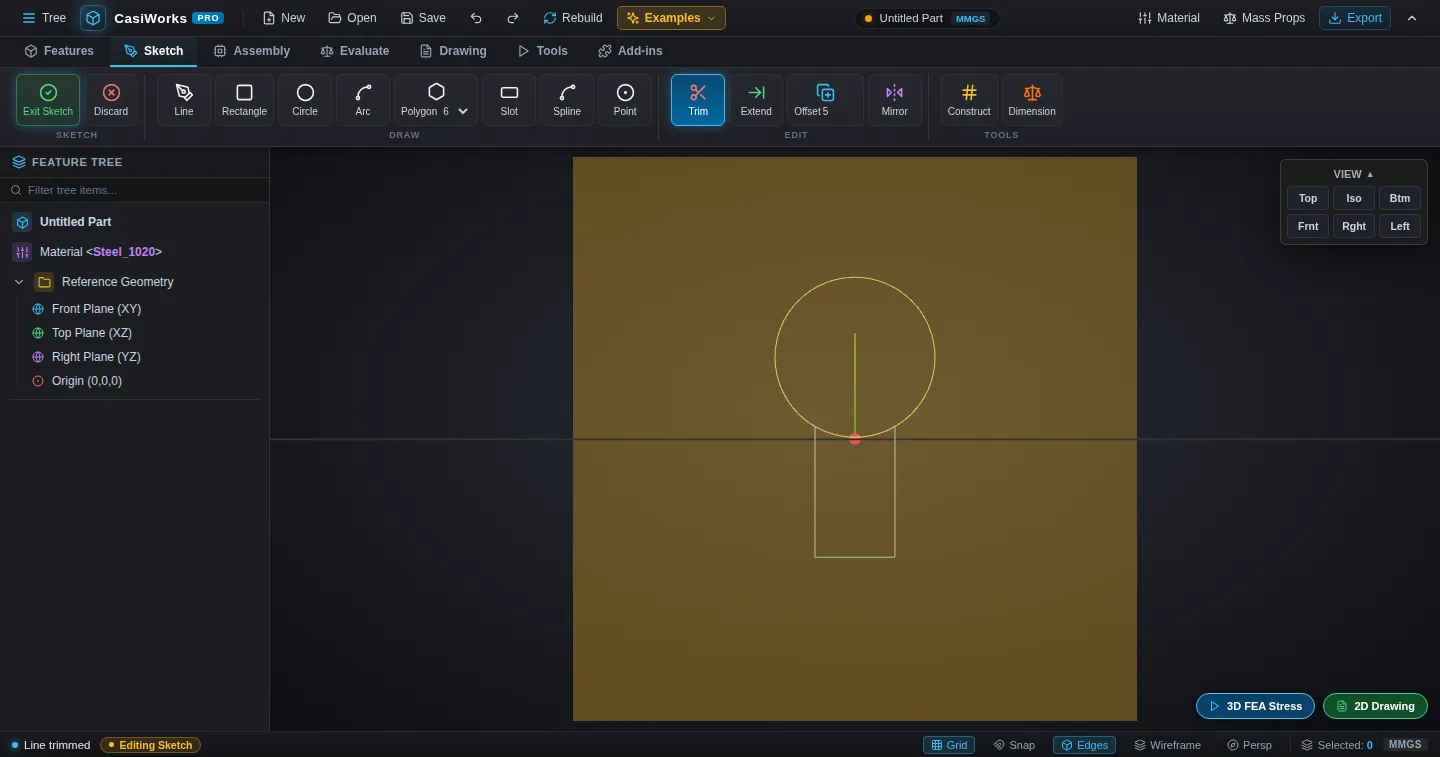 Tree CasiWorks PRO New Open Save Rebuild Examples Untitled Part MMGS Material Mass Props Export
Features Sketch Assembly Evaluate Drawing Tools Add-ins
Exit Sketch Discard Line Rectangle Circle Arc Polygon 6 Slot Spline Point Trim Extend Offset 5 Mirror Construct Dimension
SKETCH DRAW EDIT TOOLS
FEATURE TREE
Filter tree items...
Untitled Part
Material <Steel_1020>
Reference Geometry
Front Plane (XY)
Top Plane (XZ)
Right Plane (YZ)
Origin (0,0,0)
VIEW ▲
Top Iso Btm
Frnt Rght Left
3D FEA Stress 2D Drawing
Line trimmed Editing Sketch Grid Snap Edges Wireframe Persp Selected: 0 MMGS